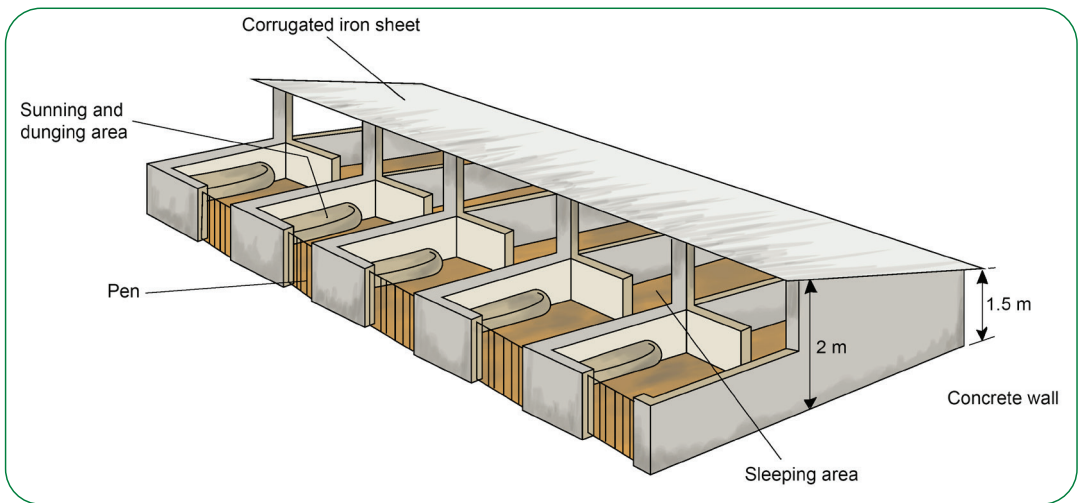 Corrugated iron sheet
Sunning and
dunging area
Pen
1.5 m
2 m
Concrete wall
Sleeping area